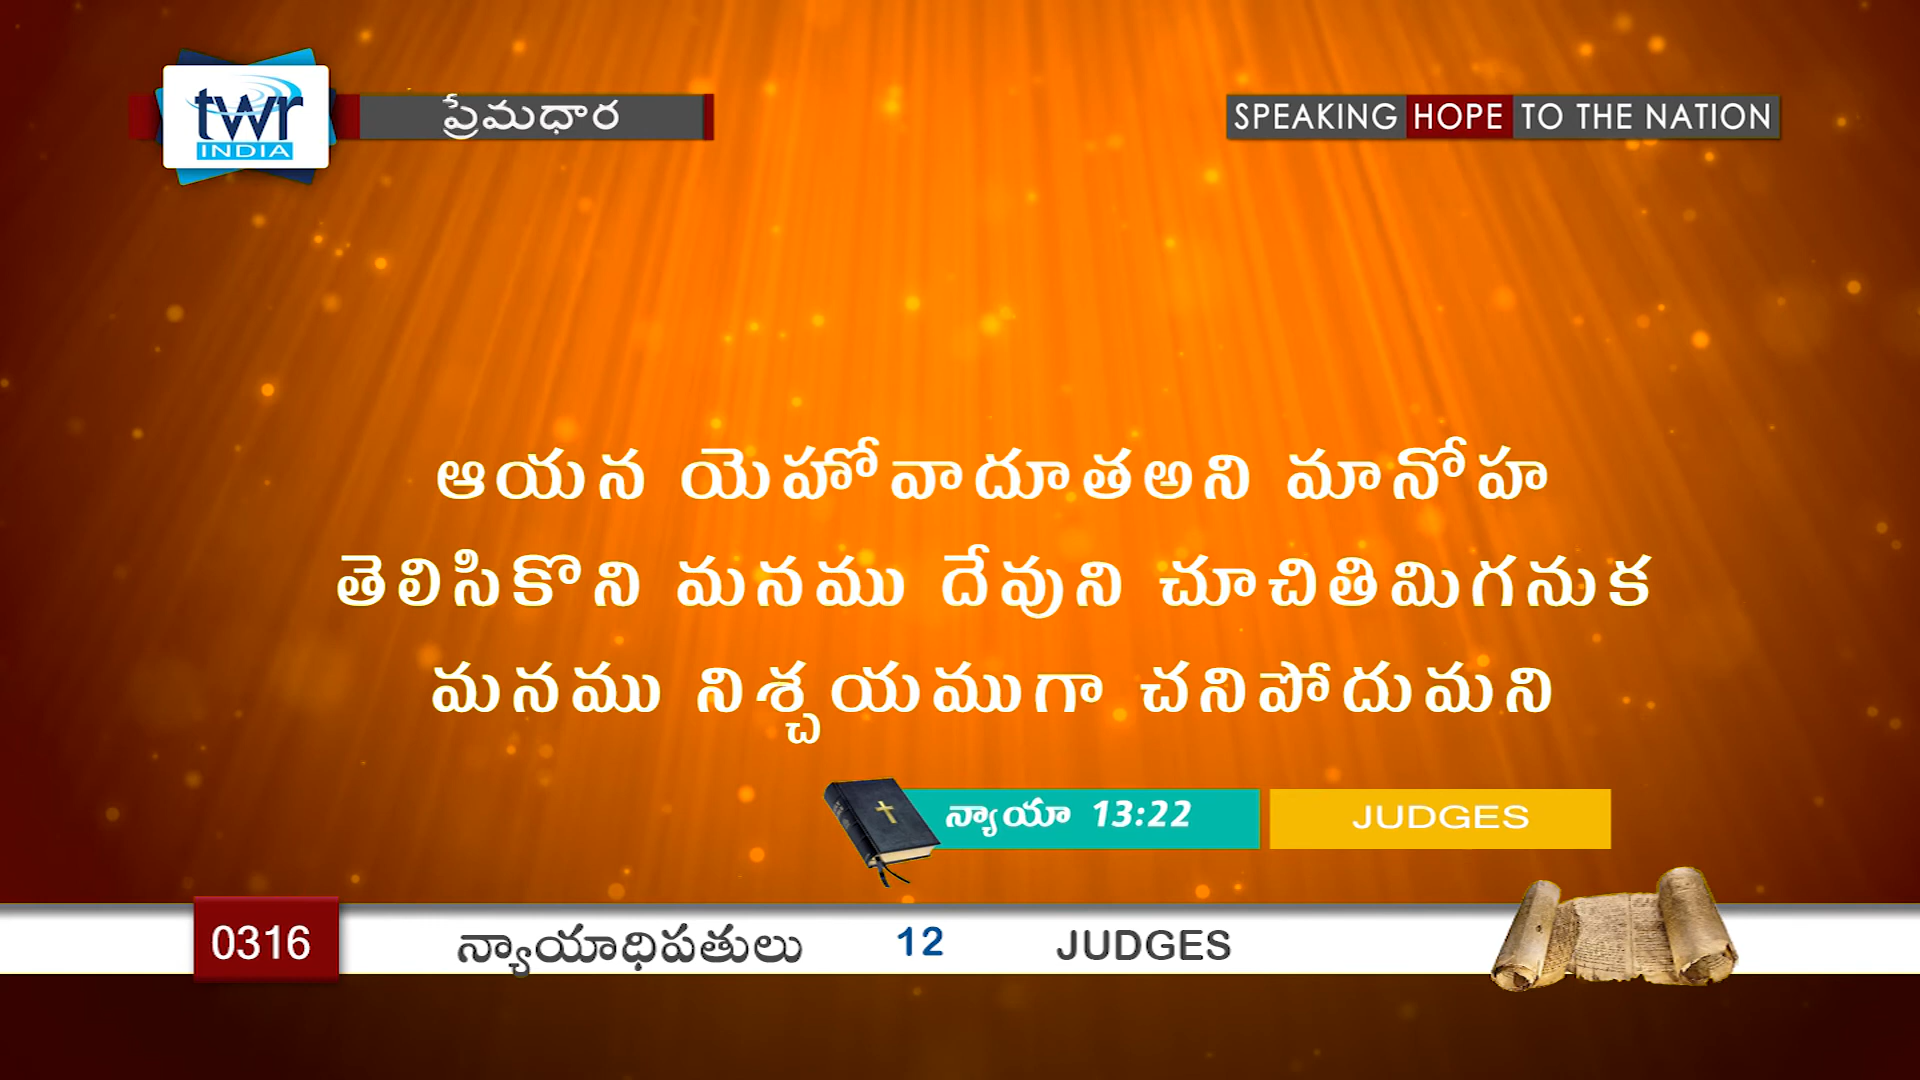 twr
INDIA
ప్రేమధార
SPEAKING HOPE TO THE NATION
ఆయన యెహోవాదూతఅని మానోహ
తెలిసికొని మనము దేవుని చూచితిమిగనుక
మనము నిశ్చయముగా చనిపోదుమని
న్యాయా 13:22
JUDGES
0316
న్యాయాధిపతులు 12 JUDGES